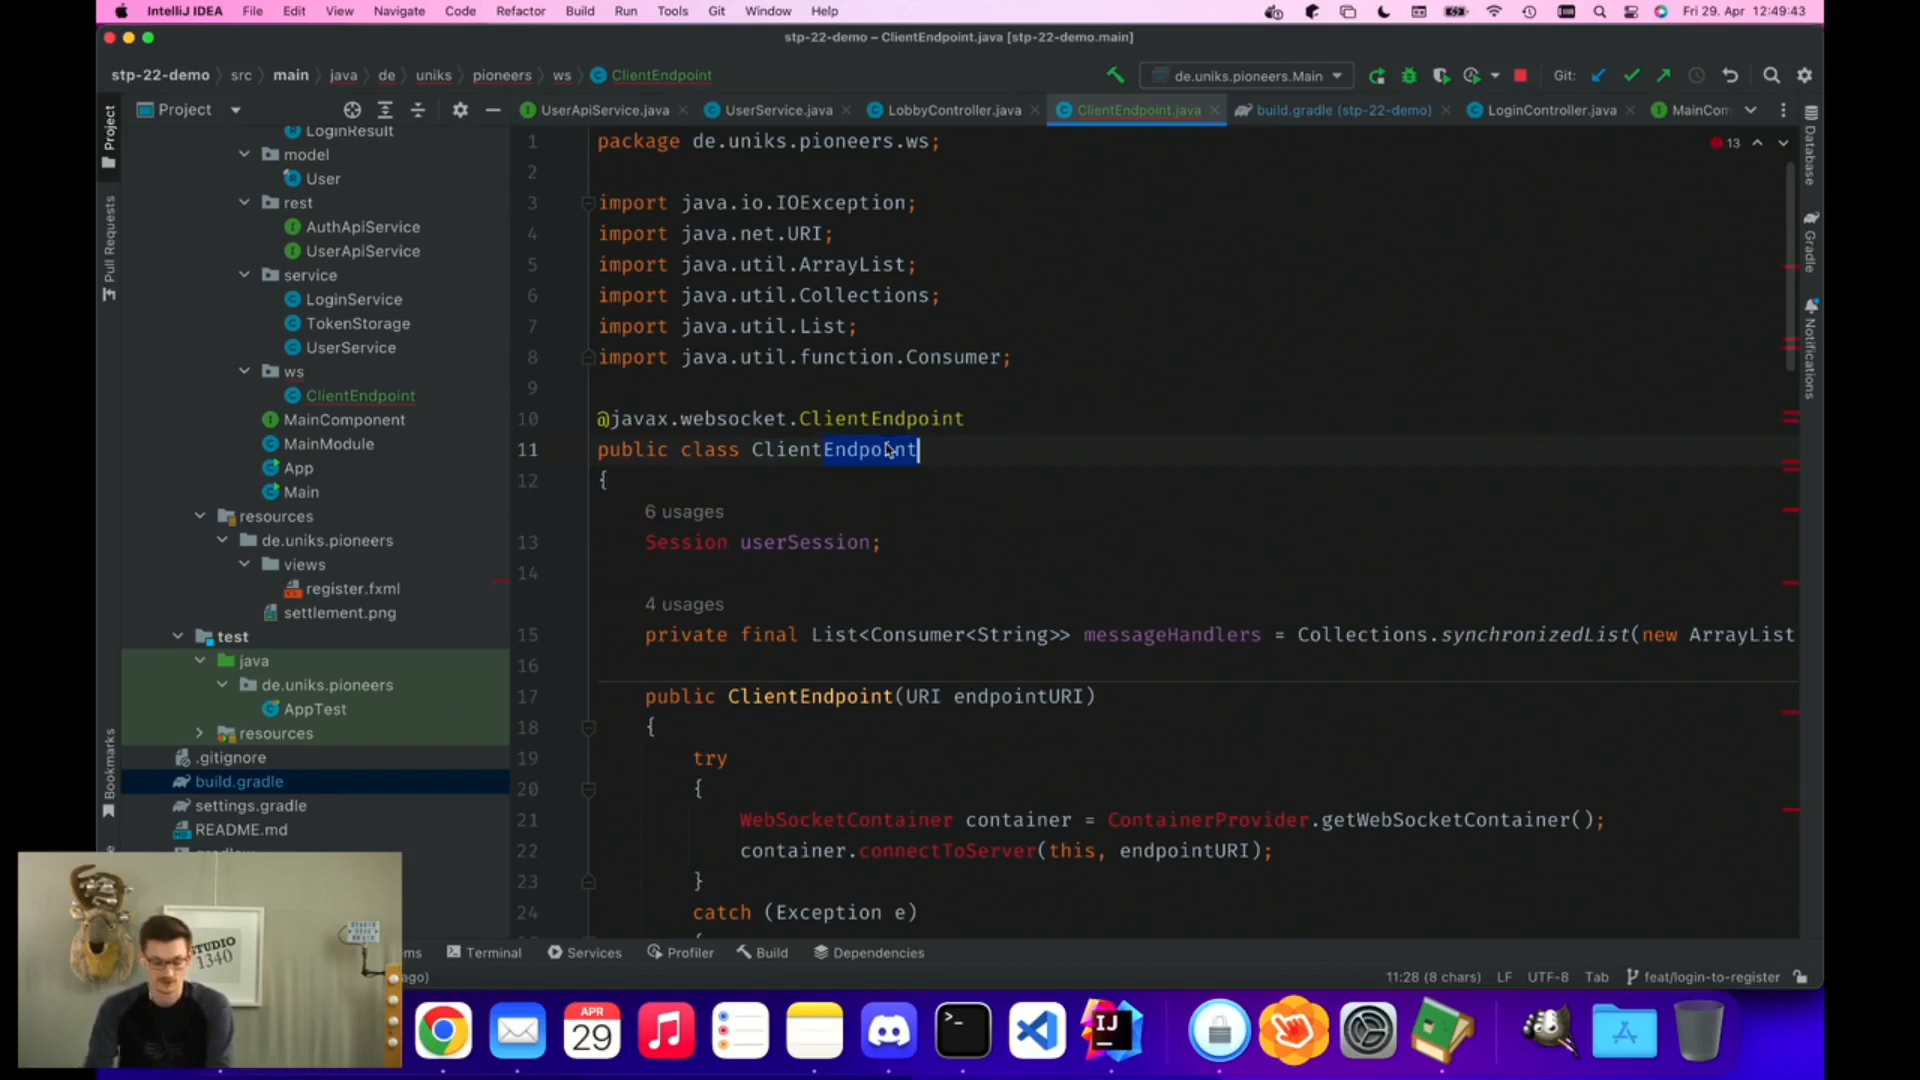 IntelliJ IDEA File Edit View Navigate Code Refactor Build Run Tools Git Window Help Fri 29. Apr 12:49:43
stp-22-demo – ClientEndpoint.java [stp-22-demo.main]
stp-22-demo src main java de uniks pioneers ws ClientEndpoint de.uniks.pioneers.Main Git:
Project UserApiService.java UserService.java LobbyController.java ClientEndpoint.java build.gradle (stp-22-demo) LoginController.java MainCom
Project
Pull Requests
Bookmarks
LoginResult
model
User
rest
AuthApiService
UserApiService
service
LoginService
TokenStorage
UserService
ws
ClientEndpoint
MainComponent
MainModule
App
Main
resources
de.uniks.pioneers
views
register.fxml
settlement.png
test
java
de.uniks.pioneers
AppTest
resources
.gitignore
build.gradle
settings.gradle
README.md
13
1 package de.uniks.pioneers.ws;
2
3 import java.io.IOException;
4 import java.net.URI;
5 import java.util.ArrayList;
6 import java.util.Collections;
7 import java.util.List;
8 import java.util.function.Consumer;
9
10 @javax.websocket.ClientEndpoint
11 public class ClientEndpoint
12 {
6 usages
13 Session userSession;
14
4 usages
15 private final List<Consumer<String>> messageHandlers = Collections.synchronizedList(new ArrayList
16
17 public ClientEndpoint(URI endpointURI)
18 {
19 try
20 {
21 WebSocketContainer container = ContainerProvider.getWebSocketContainer();
22 container.connectToServer(this, endpointURI);
23 }
24 catch (Exception e)
Database
Gradle
Notifications
ms Terminal Services Profiler Build Dependencies
ago) 11:28 (8 chars) LF UTF-8 Tab feat/login-to-register
STUDIO
1340
APR
29
IJ